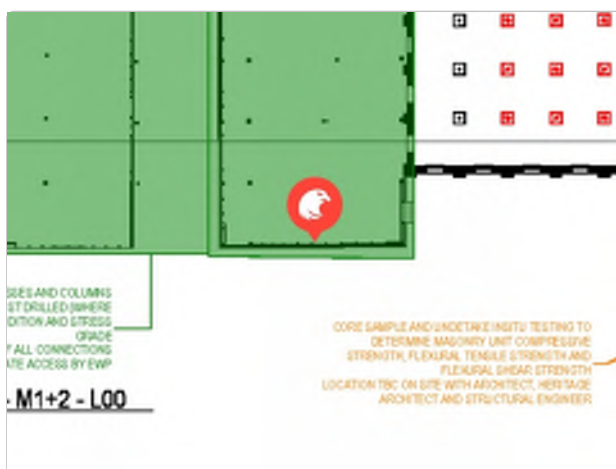 SSES AND COLUMNS
ST DRILLED (WHERE
DITION AND STRESS
GRADE
ALL CONNECTIONS
ATE ACCESS BY EWP
- M1+2 - L00
CORE SAMPLE AND UNDETAKE INSITU TESTING TO
DETERMINE MASONRY UNIT COMPRESSIVE
STRENGTH, FLEXURAL TENSILE STRENGTH AND
FLEXURAL SHEAR STRENGTH
LOCATION TBC ON SITE WITH ARCHITECT, HERITAGE
ARCHITECT AND STRUCTURAL ENGINEER